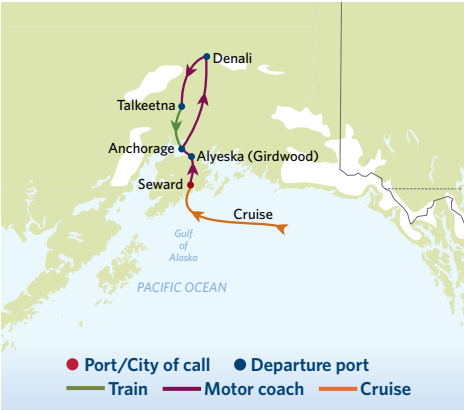 Denali
Talkeetna
Anchorage
Alyeska (Girdwood)
Seward
Cruise
Gulf
of
Alaska
PACIFIC OCEAN
Port/City of call Departure port
Train Motor coach Cruise